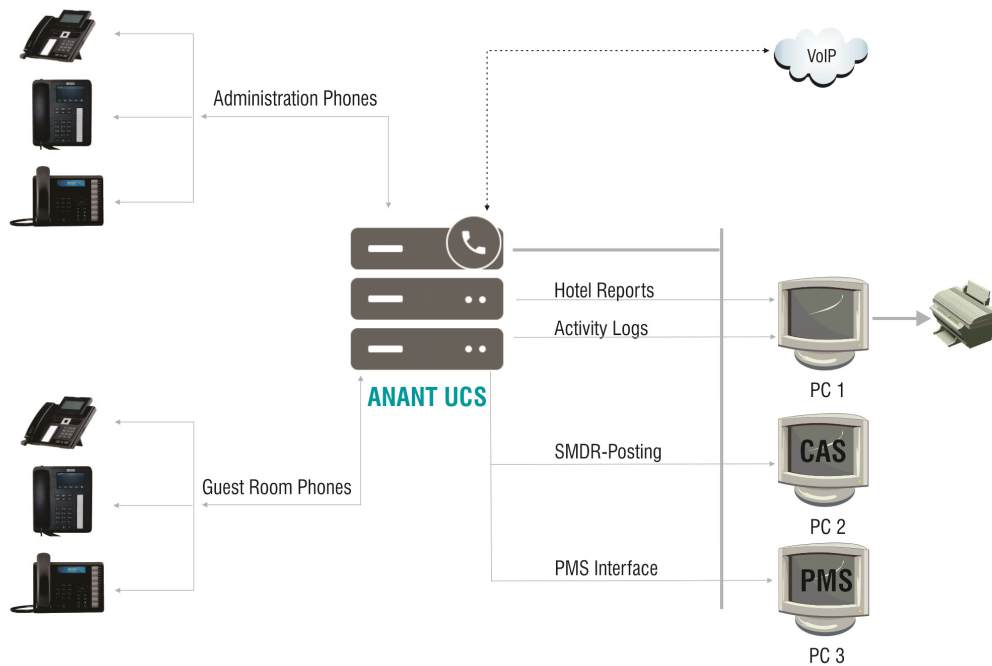 VoIP
Administration Phones
Hotel Reports
Activity Logs
PC 1
ANANT UCS
SMDR-Posting
CAS
PC 2
Guest Room Phones
PMS Interface
PMS
PC 3